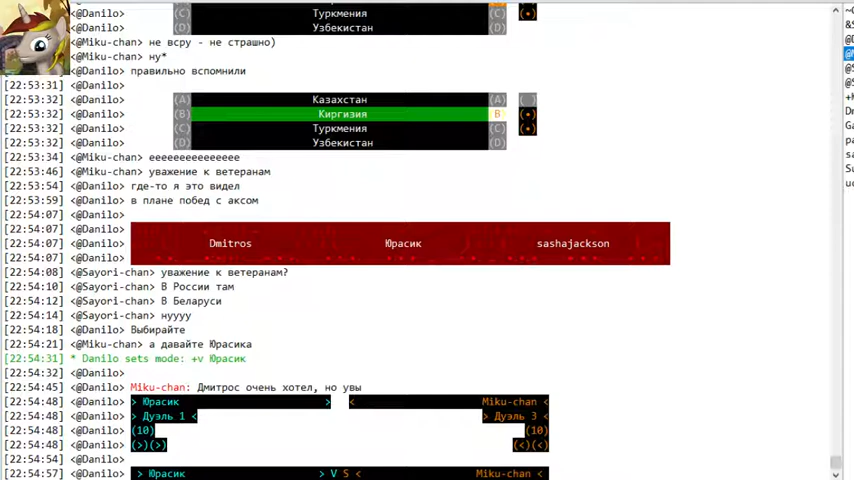 (C) Туркмения (C) (•)
(D) Узбекистан (D)
<@Miku-chan> не всру - не страшно)
<@Miku-chan> ну*
<@Danilo> правильно вспомнили
[22:53:31] <@Danilo>
[22:53:32] <@Danilo> (A) Казахстан (A) ( )
[22:53:32] <@Danilo> (B) Киргизия B (•)
[22:53:32] <@Danilo> (C) Туркмения (C) (•)
[22:53:32] <@Danilo> (D) Узбекистан (D)
[22:53:34] <@Miku-chan> еееееееееееееее
[22:53:46] <@Miku-chan> уважение к ветеранам
[22:53:54] <@Danilo> где-то я это видел
[22:53:59] <@Danilo> в плане побед с аксом
[22:54:07] <@Danilo>
[22:54:07] <@Danilo>
[22:54:07] <@Danilo> Dmitros Юрасик sashajackson
[22:54:07] <@Danilo>
[22:54:08] <@Sayori-chan> уважение к ветеранам?
[22:54:10] <@Sayori-chan> В России там
[22:54:12] <@Sayori-chan> В Беларуси
[22:54:14] <@Sayori-chan> нуууу
[22:54:18] <@Danilo> Выбирайте
[22:54:21] <@Miku-chan> а давайте Юрасика
[22:54:31] * Danilo sets mode: +v Юрасик
[22:54:32] <@Danilo>
[22:54:45] <@Danilo> Miku-chan: Дмитрос очень хотел, но увы
[22:54:48] <@Danilo> > Юрасик > < Miku-chan <
[22:54:48] <@Danilo> > Дуэль 1 < > Дуэль 3 <
[22:54:48] <@Danilo> (10) (10)
[22:54:48] <@Danilo> (>)(>) (<)(<)
[22:54:54] <@Danilo>
[22:54:57] <@Danilo> > Юрасик > V S < Miku-chan <